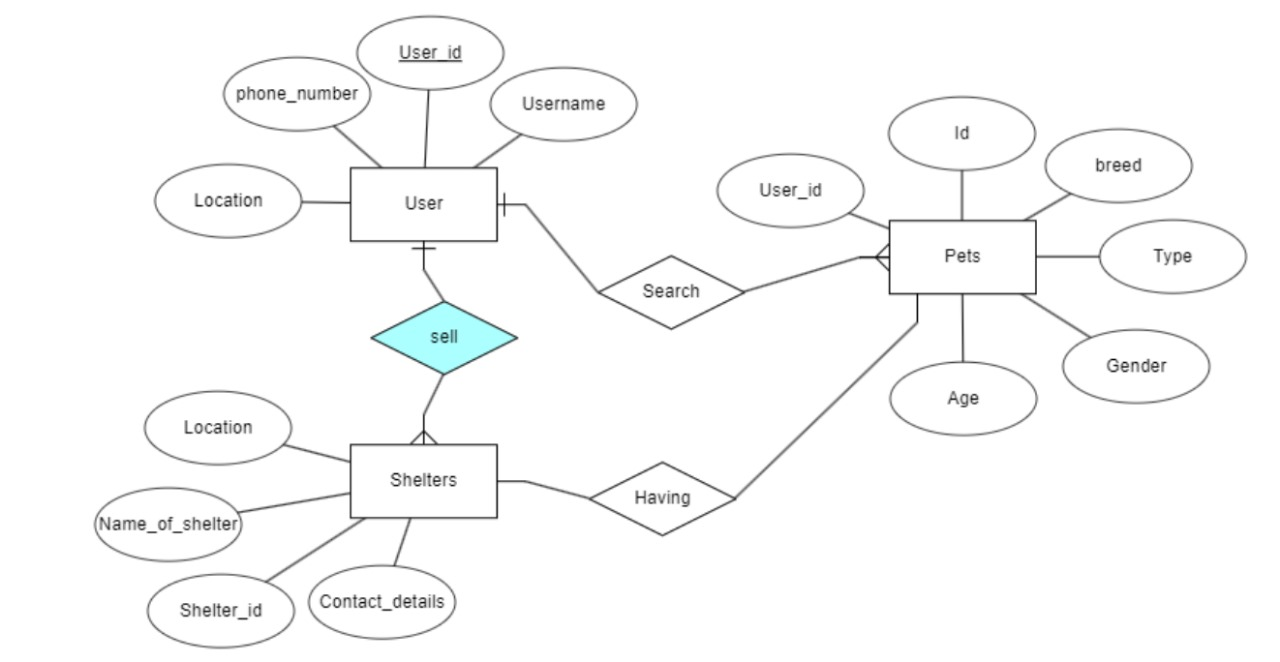 User_id
phone_number
Username
Location
User
Id
breed
User_id
Pets
Type
Search
sell
Gender
Age
Location
Shelters
Having
Name_of_shelter
Shelter_id
Contact_details